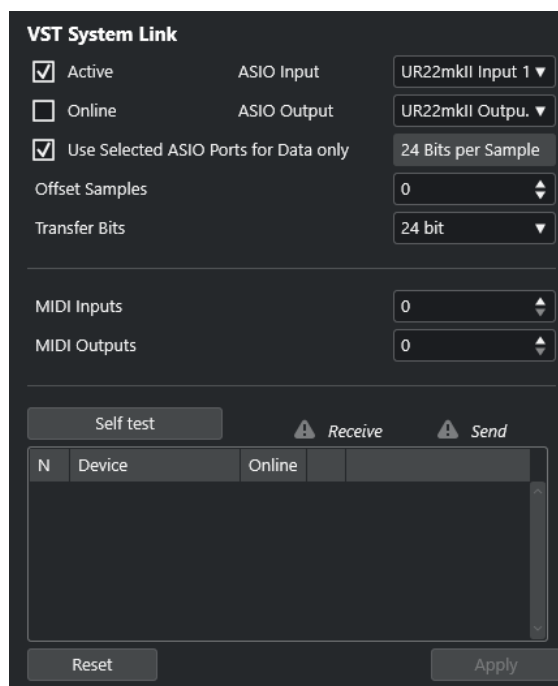 VST System Link
Active ASIO Input UR22mkII Input 1
Online ASIO Output UR22mkII Outpu.
Use Selected ASIO Ports for Data only 24 Bits per Sample
Offset Samples 0
Transfer Bits 24 bit
MIDI Inputs 0
MIDI Outputs 0
Self test Receive Send
N Device Online
Reset Apply